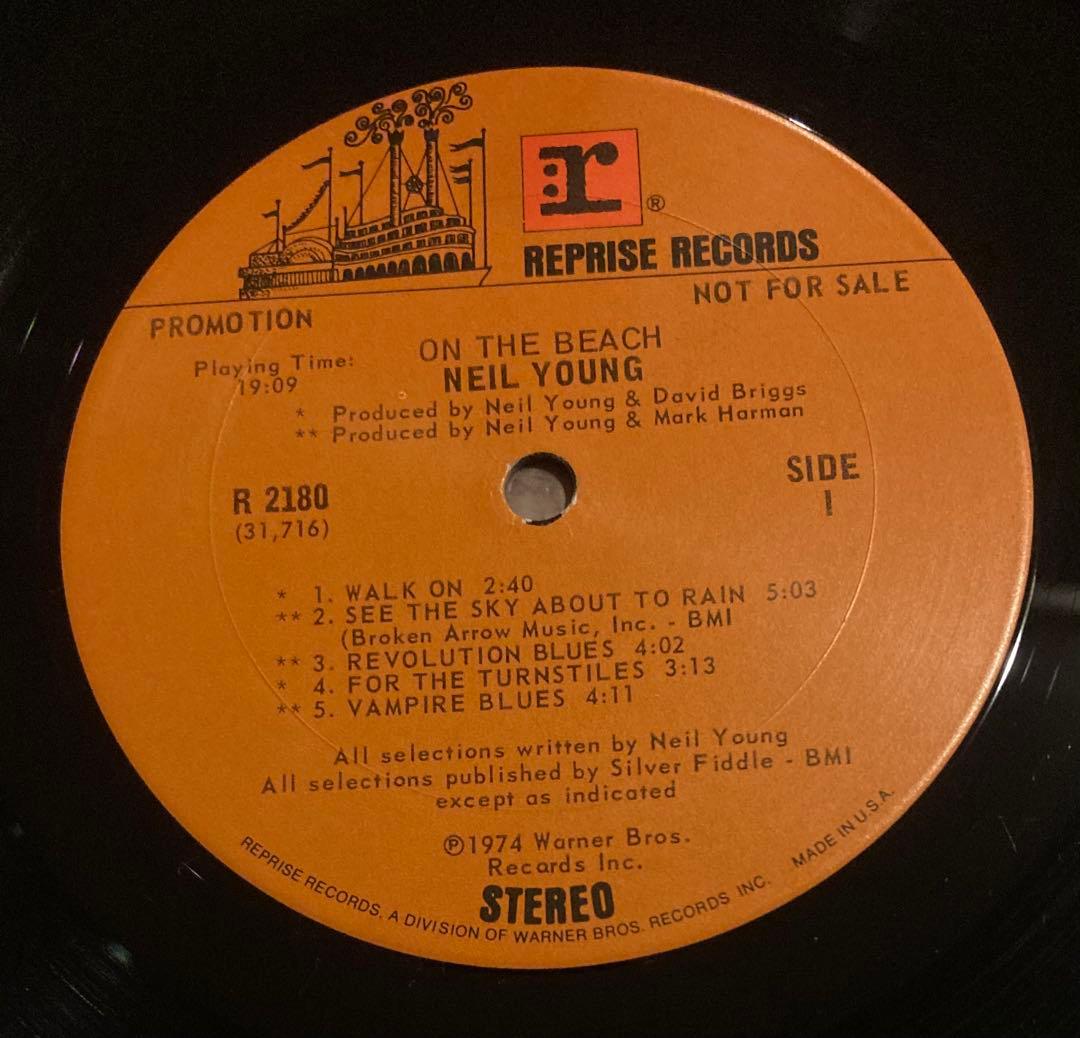 :r
®
REPRISE RECORDS
PROMOTION
NOT FOR SALE
Playing Time:
19:09
ON THE BEACH
NEIL YOUNG
* Produced by Neil Young & David Briggs
** Produced by Neil Young & Mark Harman
R 2180
(31,716)
SIDE
1
* 1. WALK ON 2:40
** 2. SEE THE SKY ABOUT TO RAIN 5:03
(Broken Arrow Music, Inc. - BMI
** 3. REVOLUTION BLUES 4:02
* 4. FOR THE TURNSTILES 3:13
** 5. VAMPIRE BLUES 4:11
All selections written by Neil Young
All selections published by Silver Fiddle - BMI
except as indicated
℗1974 Warner Bros.
Records Inc.
STEREO
REPRISE RECORDS, A DIVISION OF WARNER BROS. RECORDS INC. MADE IN U.S.A.